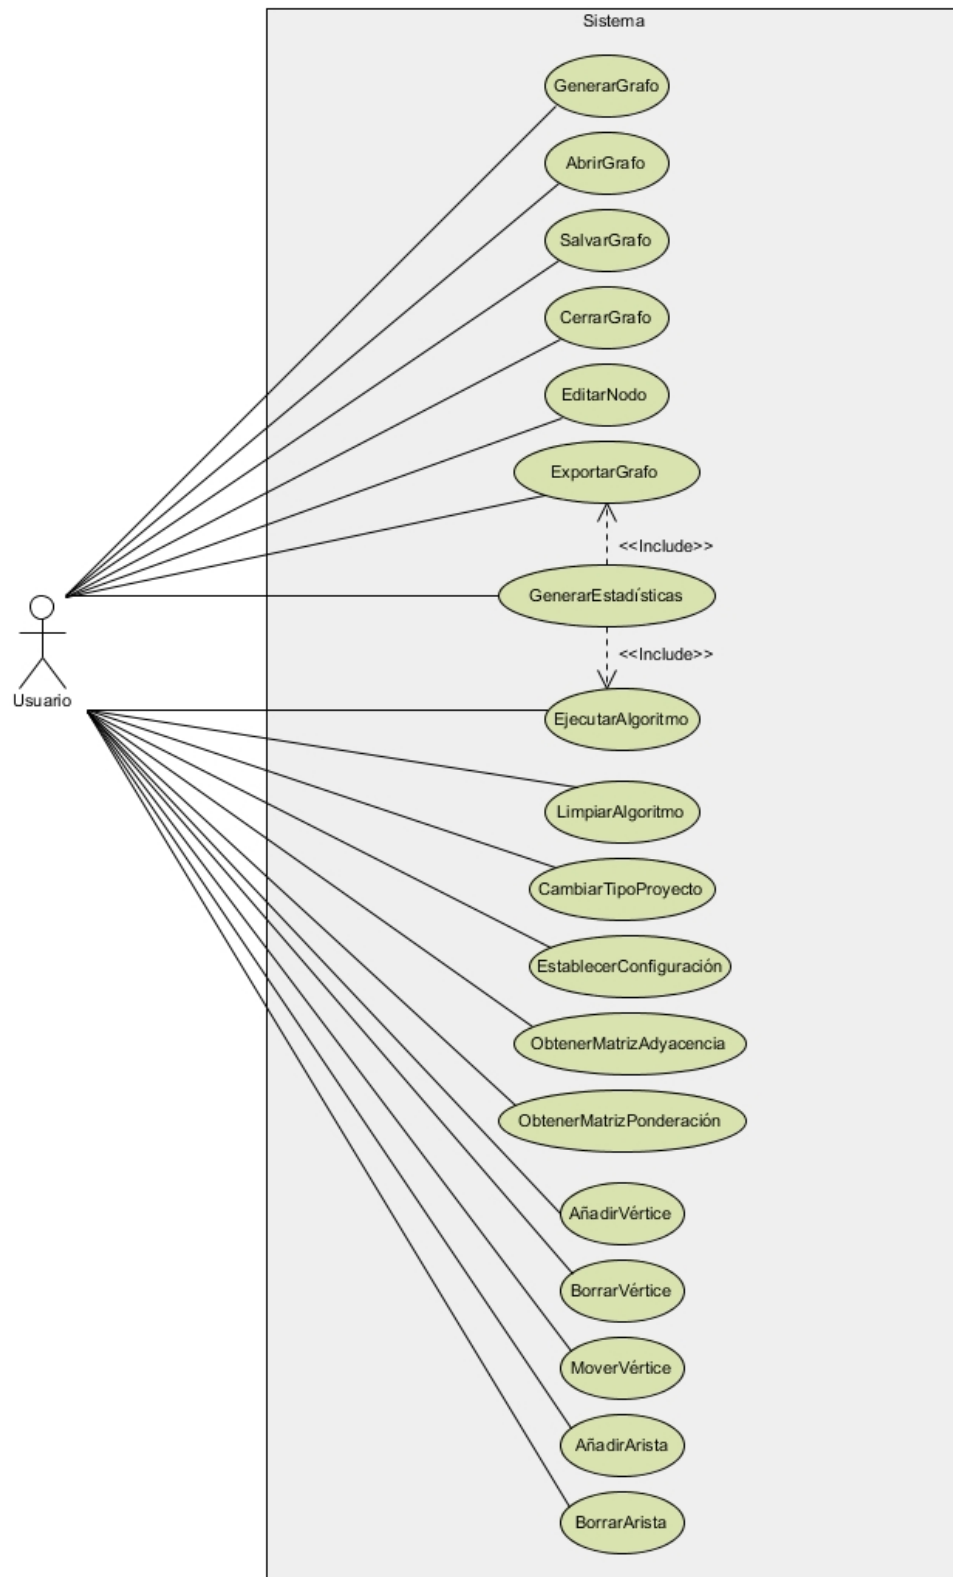 Sistema
GenerarGrafo
AbrirGrafo
SalvarGrafo
CerrarGrafo
EditarNodo
ExportarGrafo
<<Include>>
GenerarEstadísticas
<<Include>>
Usuario
EjecutarAlgoritmo
LimpiarAlgoritmo
CambiarTipoProyecto
EstablecerConfiguración
ObtenerMatrizAdyacencia
ObtenerMatrizPonderación
AñadirVértice
BorrarVértice
MoverVértice
AñadirArista
BorrarArista